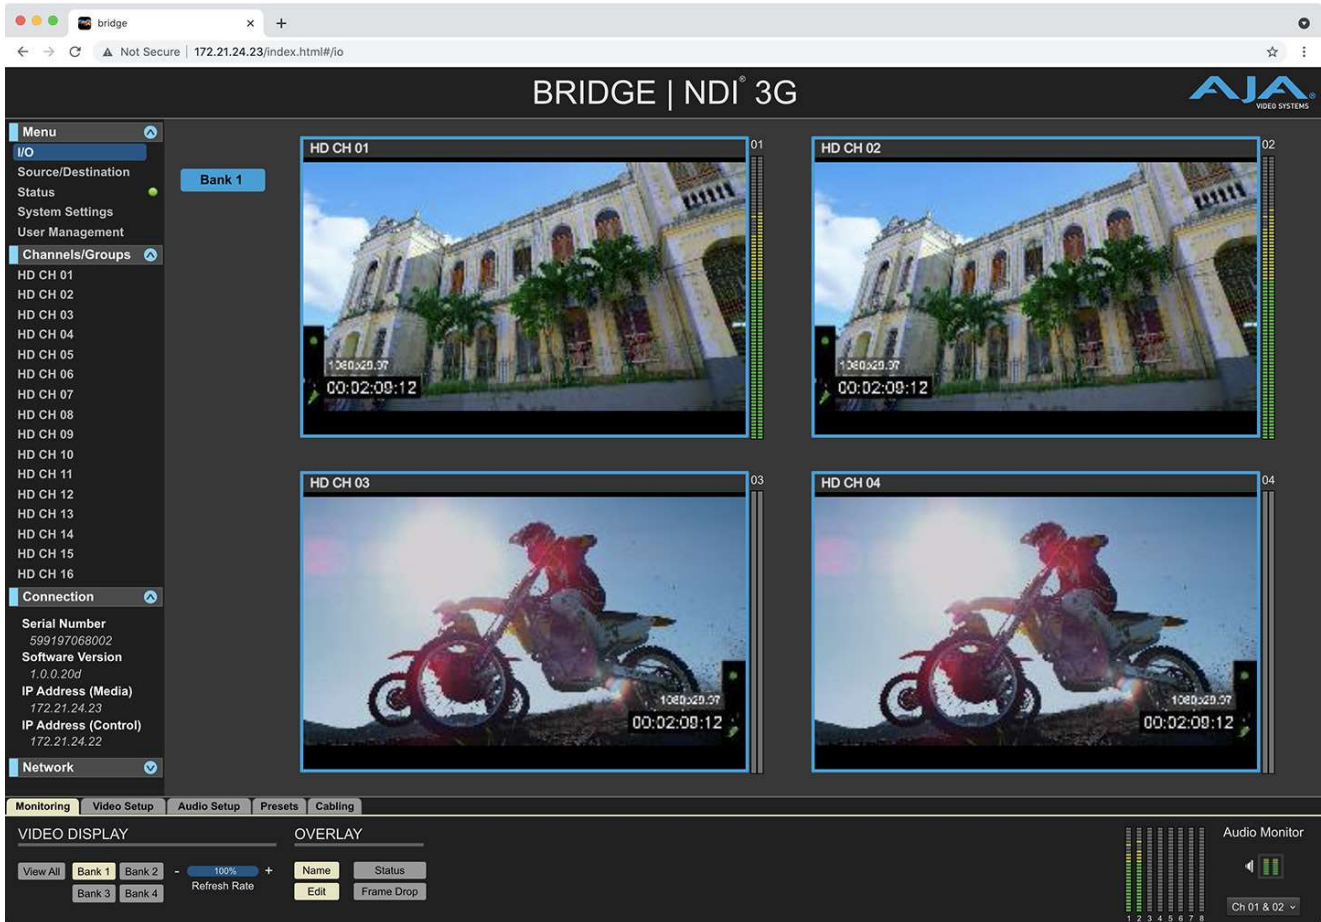 bridge
Not Secure | 172.21.24.23/index.html#/io
BRIDGE | NDI® 3G
AJA®
VIDEO SYSTEMS
Menu
I/O
Source/Destination
Status
System Settings
User Management
Channels/Groups
HD CH 01
HD CH 02
HD CH 03
HD CH 04
HD CH 05
HD CH 06
HD CH 07
HD CH 08
HD CH 09
HD CH 10
HD CH 11
HD CH 12
HD CH 13
HD CH 14
HD CH 15
HD CH 16
Connection
Serial Number
599197068002
Software Version
1.0.0.20d
IP Address (Media)
172.21.24.23
IP Address (Control)
172.21.24.22
Network
Bank 1
HD CH 01
01
1080p29.97
00:02:09:12
HD CH 02
02
1080p29.97
00:02:09:12
HD CH 03
03
1080p29.97
00:02:09:12
HD CH 04
04
1080p29.97
00:02:09:12
Monitoring Video Setup Audio Setup Presets Cabling
VIDEO DISPLAY
View All Bank 1 Bank 2 - 100% +
Bank 3 Bank 4 Refresh Rate
OVERLAY
Name Status
Edit Frame Drop
1 2 3 4 5 6 7 8
Audio Monitor
Ch 01 & 02